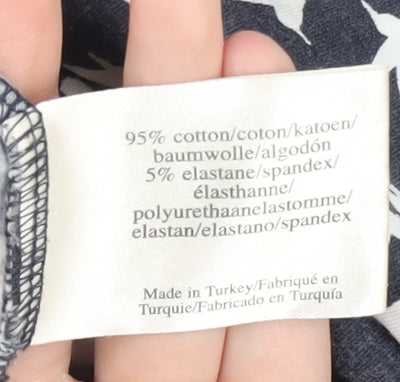 95% cotton/coton/katoen/
baumwolle/algodón
5% elastane/spandex/
élasthanne/
polyurethaanelastomme/
elastan/elastano/spandex
Made in Turkey/Fabriqué en
Turquie/Fabricado en Turquía